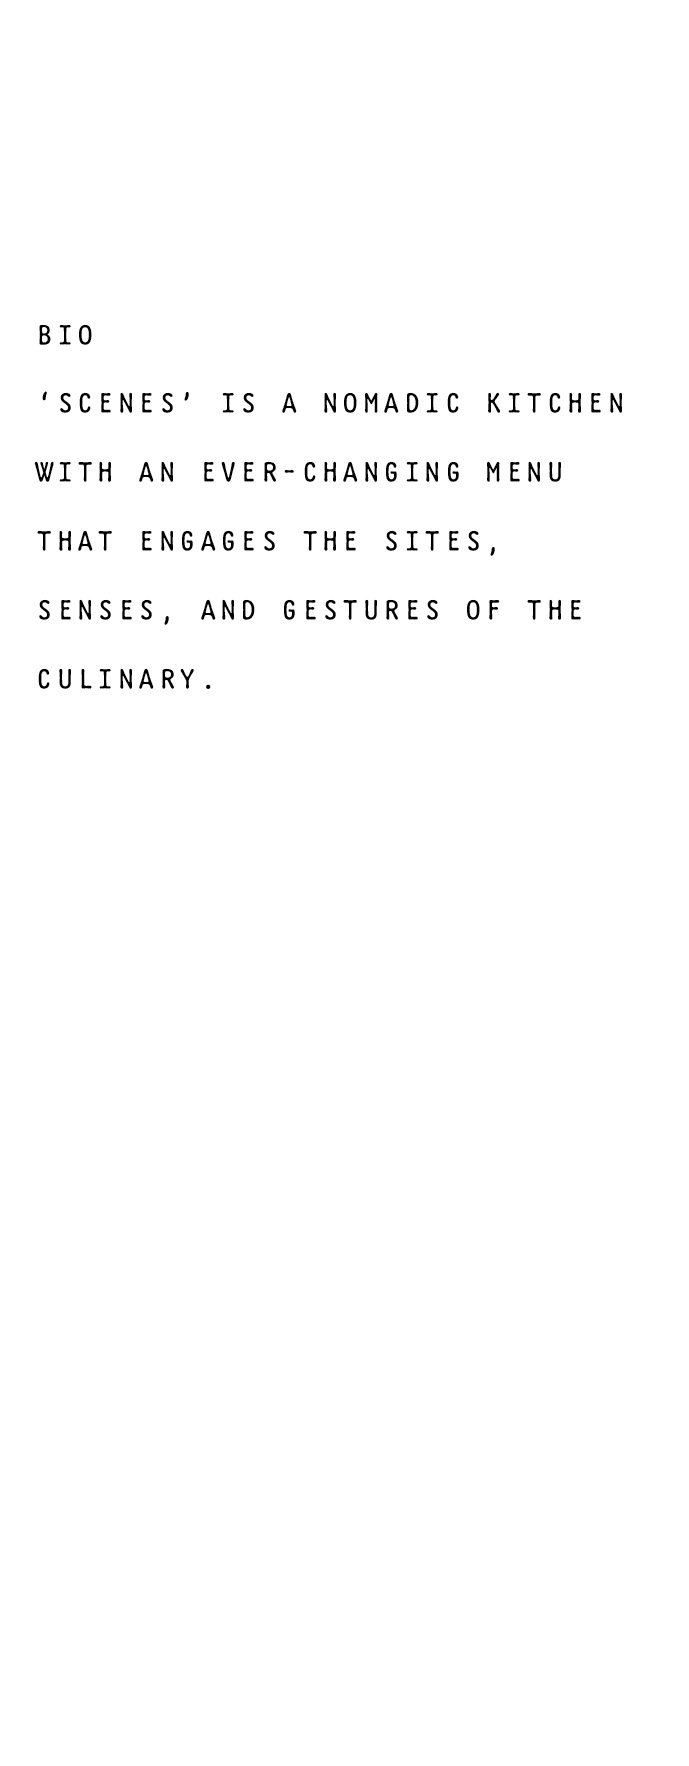 BIO
‘SCENES’ IS A NOMADIC KITCHEN
WITH AN EVER-CHANGING MENU
THAT ENGAGES THE SITES,
SENSES, AND GESTURES OF THE
CULINARY.